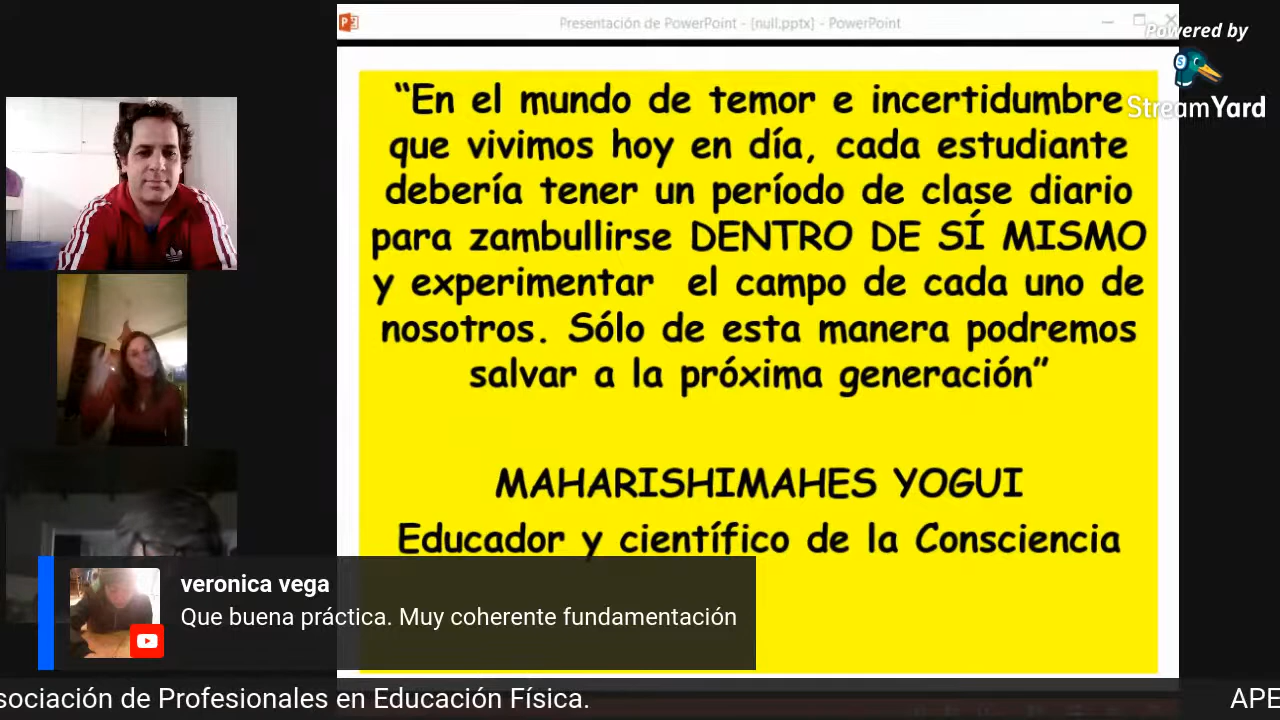 Presentación de PowerPoint - [null.pptx] - PowerPoint
Powered by
StreamYard
“En el mundo de temor e incertidumbre
que vivimos hoy en día, cada estudiante
debería tener un período de clase diario
para zambullirse DENTRO DE SÍ MISMO
y experimentar el campo de cada uno de
nosotros. Sólo de esta manera podremos
salvar a la próxima generación”
MAHARISHIMAHES YOGUI
Educador y científico de la Consciencia
veronica vega
Que buena práctica. Muy coherente fundamentación
sociación de Profesionales en Educación Física.
APE